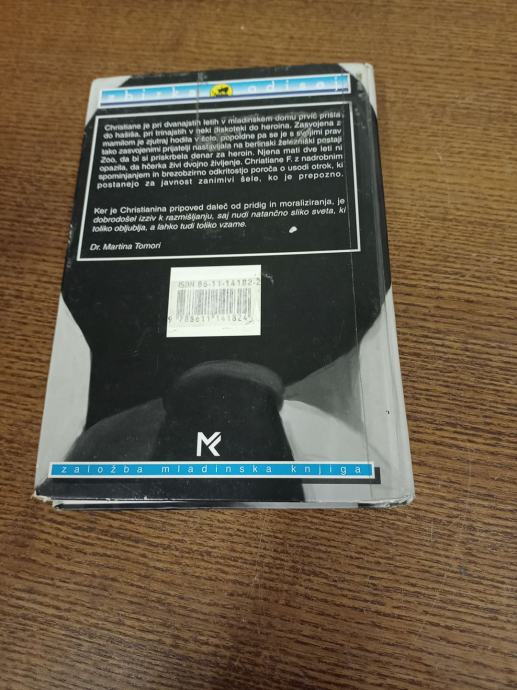 zbirka odisej
Christiane je pri dvanajstih letih v mladinskem domu prvič prišla
do hašiša, pri trinajstih v neki diskoteki do heroina. Zasvojena z
mamilom je zjutraj hodila v šolo, popoldne pa se je s svojimi prav
tako zasvojenimi prijatelji nastavljala na berlinski železniški postaji
Zoo, da bi si priskrbela denar za heroin. Njena mati dve leti ni
opazila, da hčerka živi dvojno življenje. Christiane F. z nadrobnim
spominjanjem in brezobzirno odkritostjo poroča o usodi otrok, ki
postanejo za javnost zanimivi šele, ko je prepozno.
Ker je Christianina pripoved daleč od pridig in moraliziranja, je
dobrodošel izziv k razmišljanju, saj nudi natančno sliko sveta, ki
toliko obljublja, a lahko tudi toliko vzame.
Dr. Martina Tomori
ISBN 86-11-14182-2
9 788611 141824
MK
založba mladinska knjiga